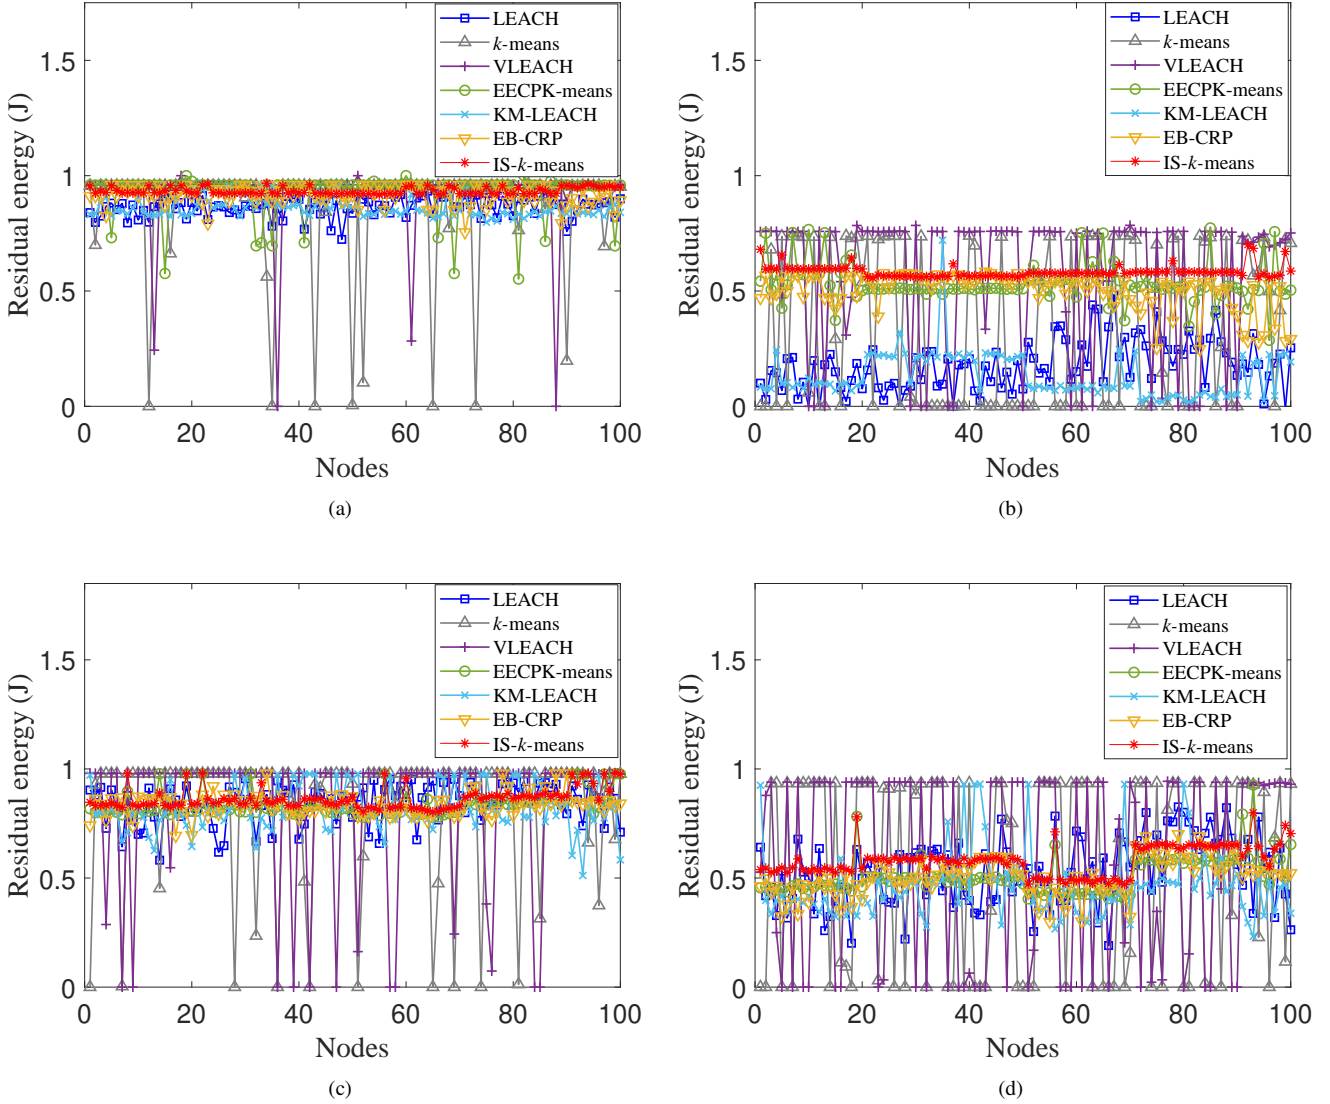 Residual energy (J)
1.5
1
0.5
0
0 20 40 60 80 100
Nodes
LEACH
k-means
VLEACH
EECPK-means
KM-LEACH
EB-CRP
IS-k-means
(a)
Residual energy (J)
1.5
1
0.5
0
0 20 40 60 80 100
Nodes
LEACH
k-means
VLEACH
EECPK-means
KM-LEACH
EB-CRP
IS-k-means
(b)
Residual energy (J)
1.5
1
0.5
0
0 20 40 60 80 100
Nodes
LEACH
k-means
VLEACH
EECPK-means
KM-LEACH
EB-CRP
IS-k-means
(c)
Residual energy (J)
1.5
1
0.5
0
0 20 40 60 80 100
Nodes
LEACH
k-means
VLEACH
EECPK-means
KM-LEACH
EB-CRP
IS-k-means
(d)